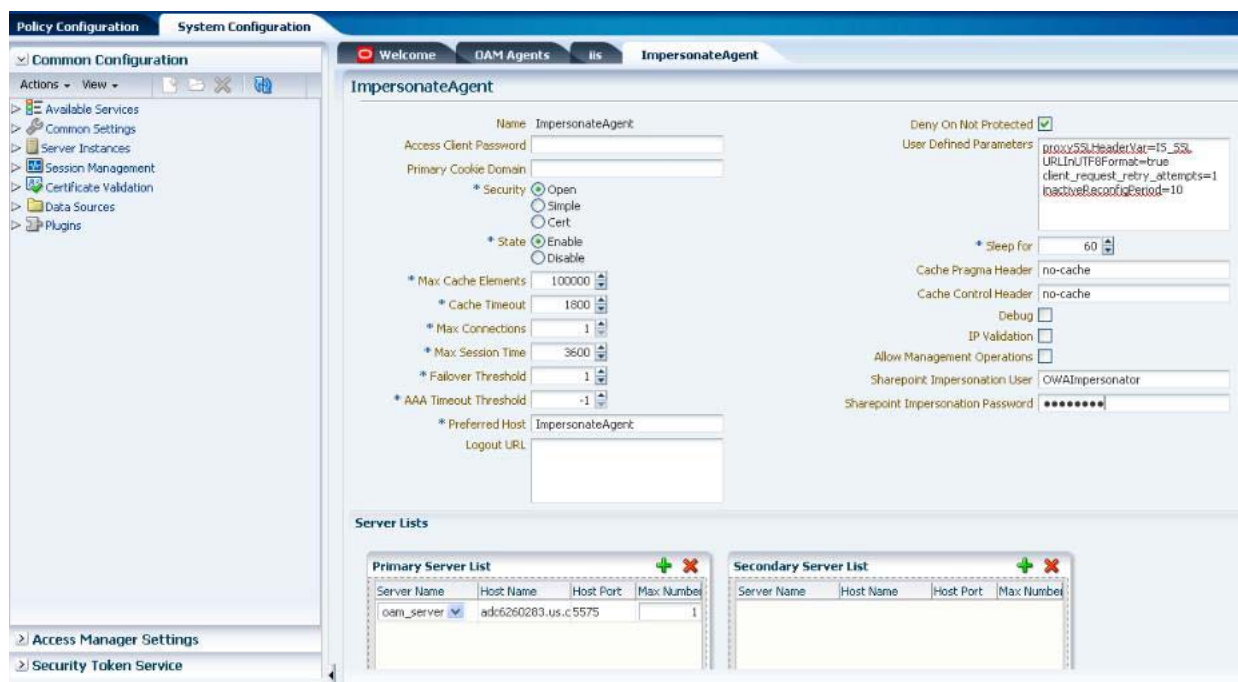 Policy Configuration System Configuration
Common Configuration
Actions View
Available Services
Common Settings
Server Instances
Session Management
Certificate Validation
Data Sources
Plugins
Access Manager Settings
Security Token Service
Welcome OAM Agents iis ImpersonateAgent
ImpersonateAgent
Name ImpersonateAgent
Access Client Password
Primary Cookie Domain
* Security Open
Simple
Cert
* State Enable
Disable
* Max Cache Elements 100000
* Cache Timeout 1800
* Max Connections 1
* Max Session Time 3600
* Failover Threshold 1
* AAA Timeout Threshold -1
* Preferred Host ImpersonateAgent
Logout URL
Deny On Not Protected
User Defined Parameters proxySSLHeaderVar=IS_SSL
URLInUTF8Format=true
client_request_retry_attempts=1
inactiveReconfigPeriod=10
* Sleep for 60
Cache Pragma Header no-cache
Cache Control Header no-cache
Debug
IP Validation
Allow Management Operations
Sharepoint Impersonation User OWAImpersonator
Sharepoint Impersonation Password ••••••••
Server Lists
Primary Server List
Server Name Host Name Host Port Max Number
oam_server adc6260283.us.c 5575 1
Secondary Server List
Server Name Host Name Host Port Max Number